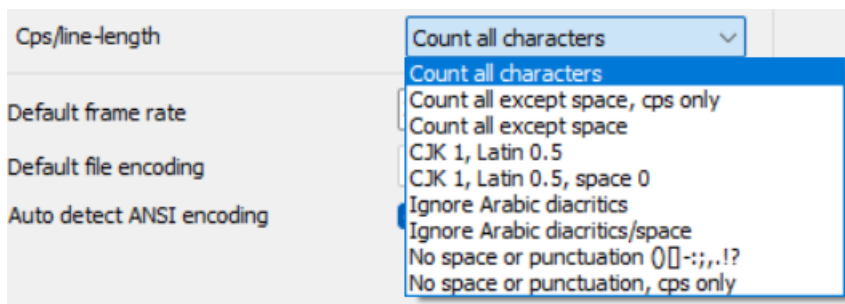 Cps/line-length
Count all characters
Count all characters
Count all except space, cps only
Default frame rate
Count all except space
CJK 1, Latin 0.5
Default file encoding
CJK 1, Latin 0.5, space 0
Ignore Arabic diacritics
Auto detect ANSI encoding
Ignore Arabic diacritics/space
No space or punctuation ()[]-:;,.!?
No space or punctuation, cps only